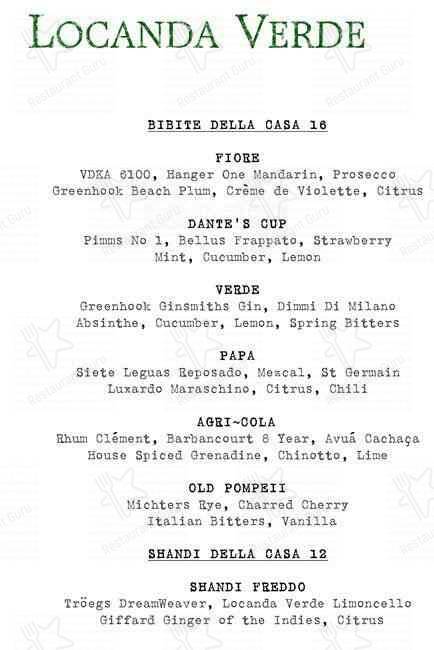 LOCANDA VERDE
BIBITE DELLA CASA 16
FIORE
VDKA 6100, Hanger One Mandarin, Prosecco
Greenhook Beach Plum, Crème de Violette, Citrus
DANTE'S CUP
Pimms No 1, Bellus Frappato, Strawberry
Mint, Cucumber, Lemon
VERDE
Greenhook Ginsmiths Gin, Dimmi Di Milano
Absinthe, Cucumber, Lemon, Spring Bitters
PAPA
Siete Leguas Reposado, Mezcal, St Germain
Luxardo Maraschino, Citrus, Chili
AGRI~COLA
Rhum Clément, Barbancourt 8 Year, Avuá Cachaça
House Spiced Grenadine, Chinotto, Lime
OLD POMPEII
Michters Rye, Charred Cherry
Italian Bitters, Vanilla
SHANDI DELLA CASA 12
SHANDI FREDDO
Tröegs DreamWeaver, Locanda Verde Limoncello
Giffard Ginger of the Indies, Citrus